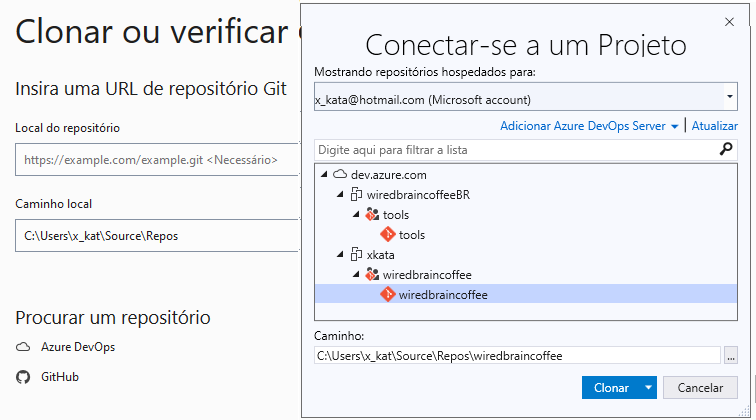 Clonar ou verificar
Insira uma URL de repositório Git
Local do repositório
https://example.com/example.git <Necessário>
Caminho local
C:\Users\x_kat\Source\Repos
Procurar um repositório
Azure DevOps
GitHub
Conectar-se a um Projeto
Mostrando repositórios hospedados para:
x_kata@hotmail.com (Microsoft account)
Adicionar Azure DevOps Server | Atualizar
Digite aqui para filtrar a lista
dev.azure.com
wiredbraincoffeeBR
tools
tools
xkata
wiredbraincoffee
wiredbraincoffee
Caminho:
C:\Users\x_kat\Source\Repos\wiredbraincoffee
...
Clonar
Cancelar